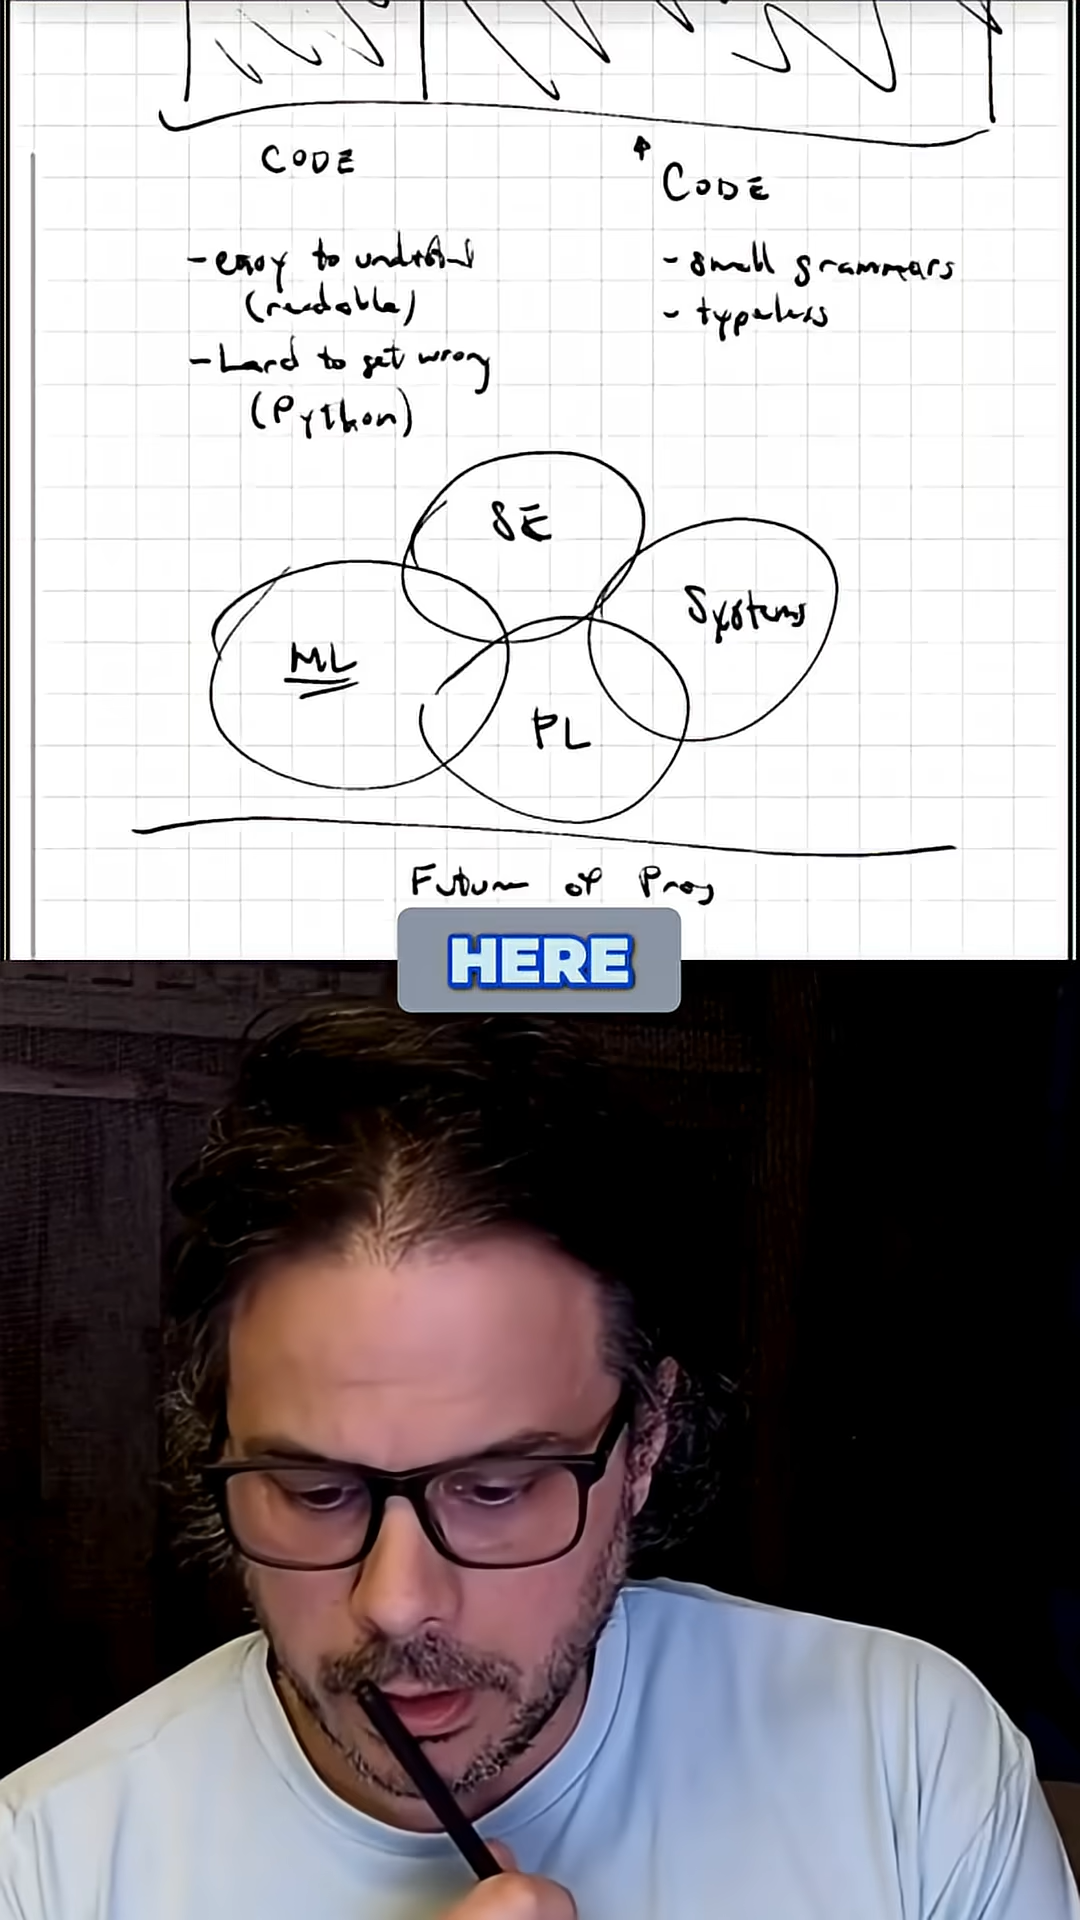 CODE
CODE
- easy to understand
(readable)
- Hard to get wrong
(Python)
- small grammars
- typeless
SE
Systems
ML
PL
Future of Prog
HERE